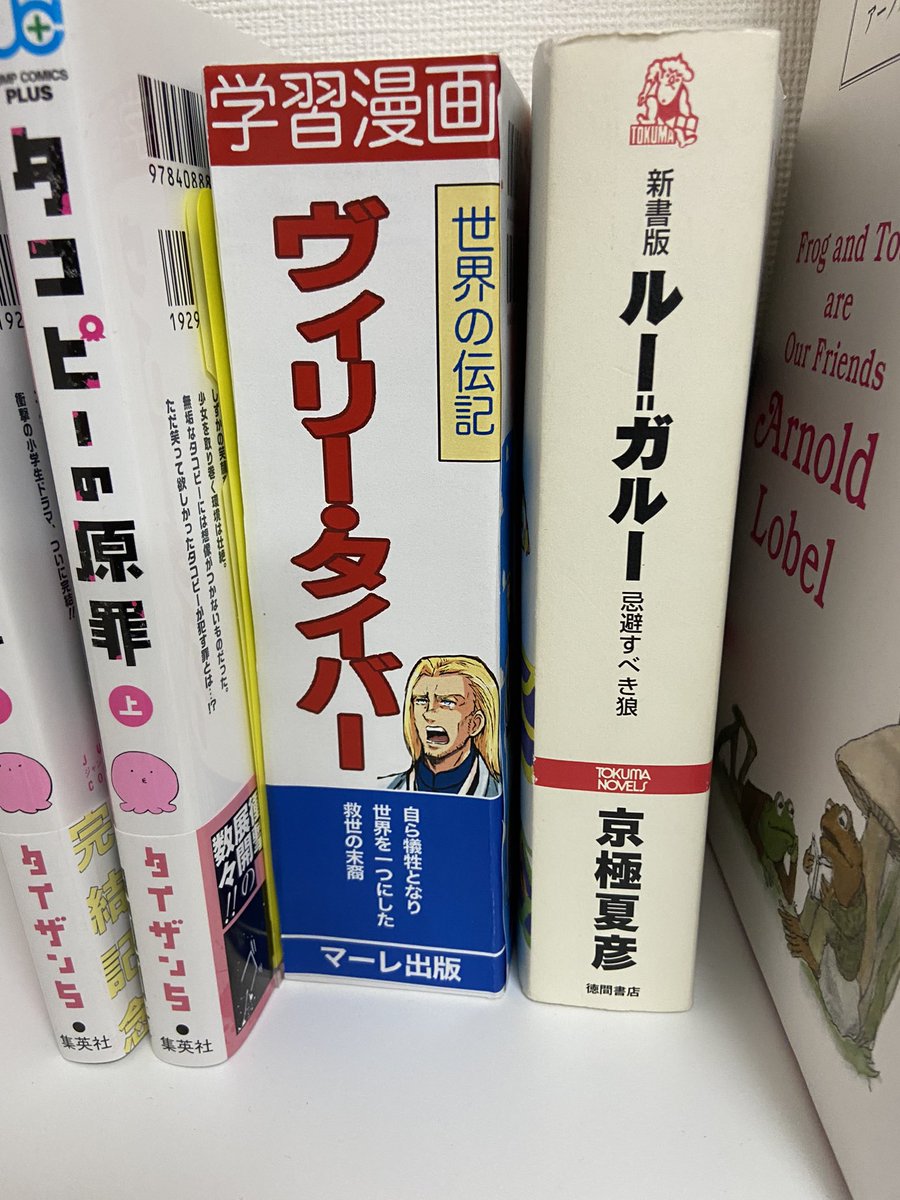 JUMP COMICS
PLUS
タコピーの原罪
上
タイザン5
集英社
9784088
192
しずかの笑顔
少女を取り巻く環境は壮絶。
無垢なタコピーには想像がつかないものだった。
ただ笑って欲しかったタコピーが犯す罪とは…!?
展開の
数々!!
192
衝撃の小学生ドラマ、ついに完結!!
タイザン5
集英社
完結記念
学習漫画
世界の伝記
ヴィリー・タイバー
自ら犠牲となり
世界を一つにした
救世の末裔
マーレ出版
TOKUMA
新書版
ルー=ガルー
忌避すべき狼
TOKUMA
NOVELS
京極夏彦
徳間書店
Frog and To
are
Our Friends
Arnold
Lobel